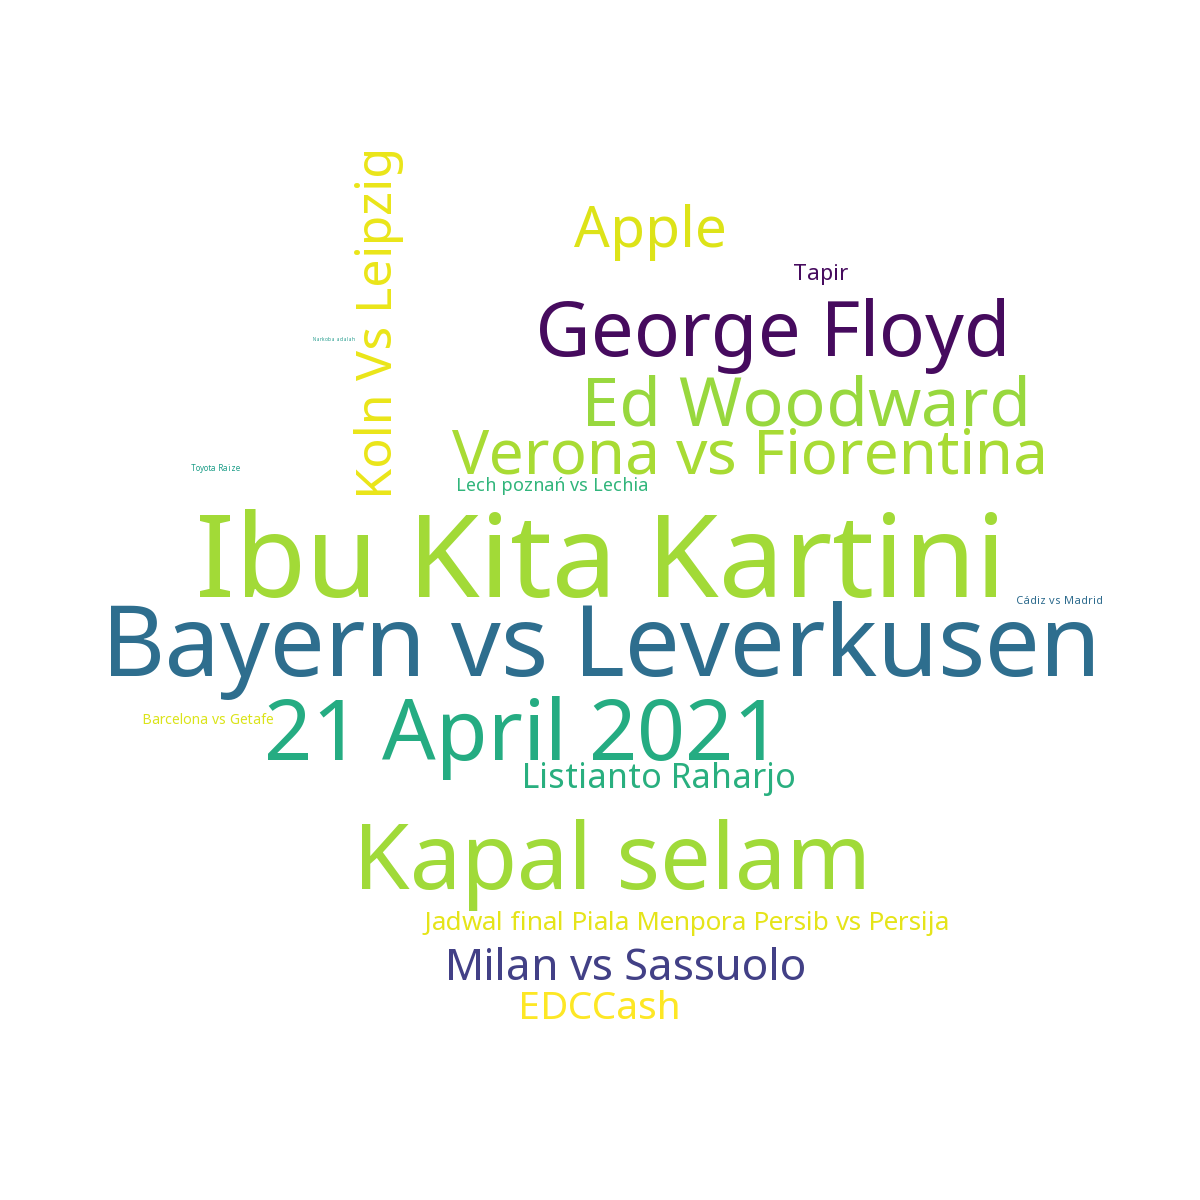 Koln Vs Leipzig
Apple
Tapir
George Floyd
Narkoba adalah
Ed Woodward
Verona vs Fiorentina
Toyota Raize
Lech poznań vs Lechia
Ibu Kita Kartini
Cádiz vs Madrid
Bayern vs Leverkusen
Barcelona vs Getafe
21 April 2021
Listianto Raharjo
Kapal selam
Jadwal final Piala Menpora Persib vs Persija
Milan vs Sassuolo
EDCCash